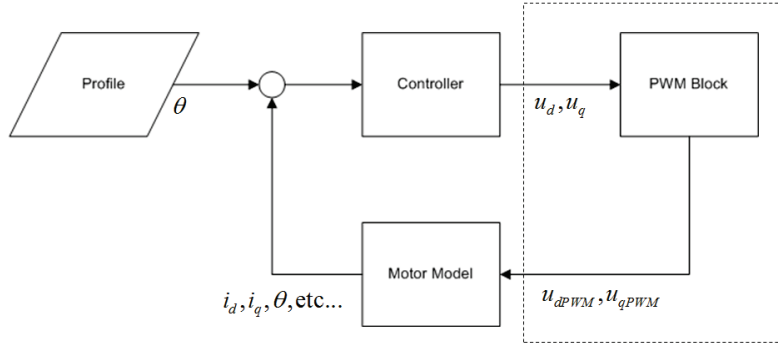 Profile
Controller
PWM Block
θ
u_d, u_q
Motor Model
i_d, i_q, θ, etc...
u_dPWM, u_qPWM